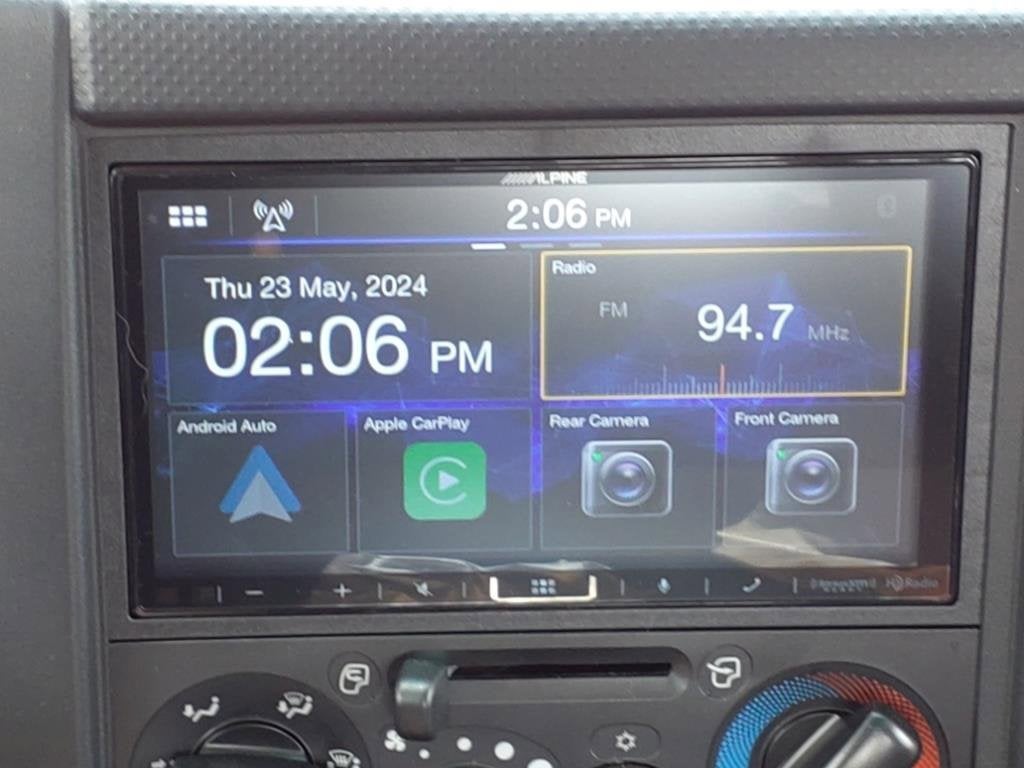 ALPINE
2:06 PM
Thu 23 May, 2024
02:06 PM
Radio
FM 94.7 MHz
Android Auto
Apple CarPlay
Rear Camera
Front Camera
− +
SiriusXM HD Radio